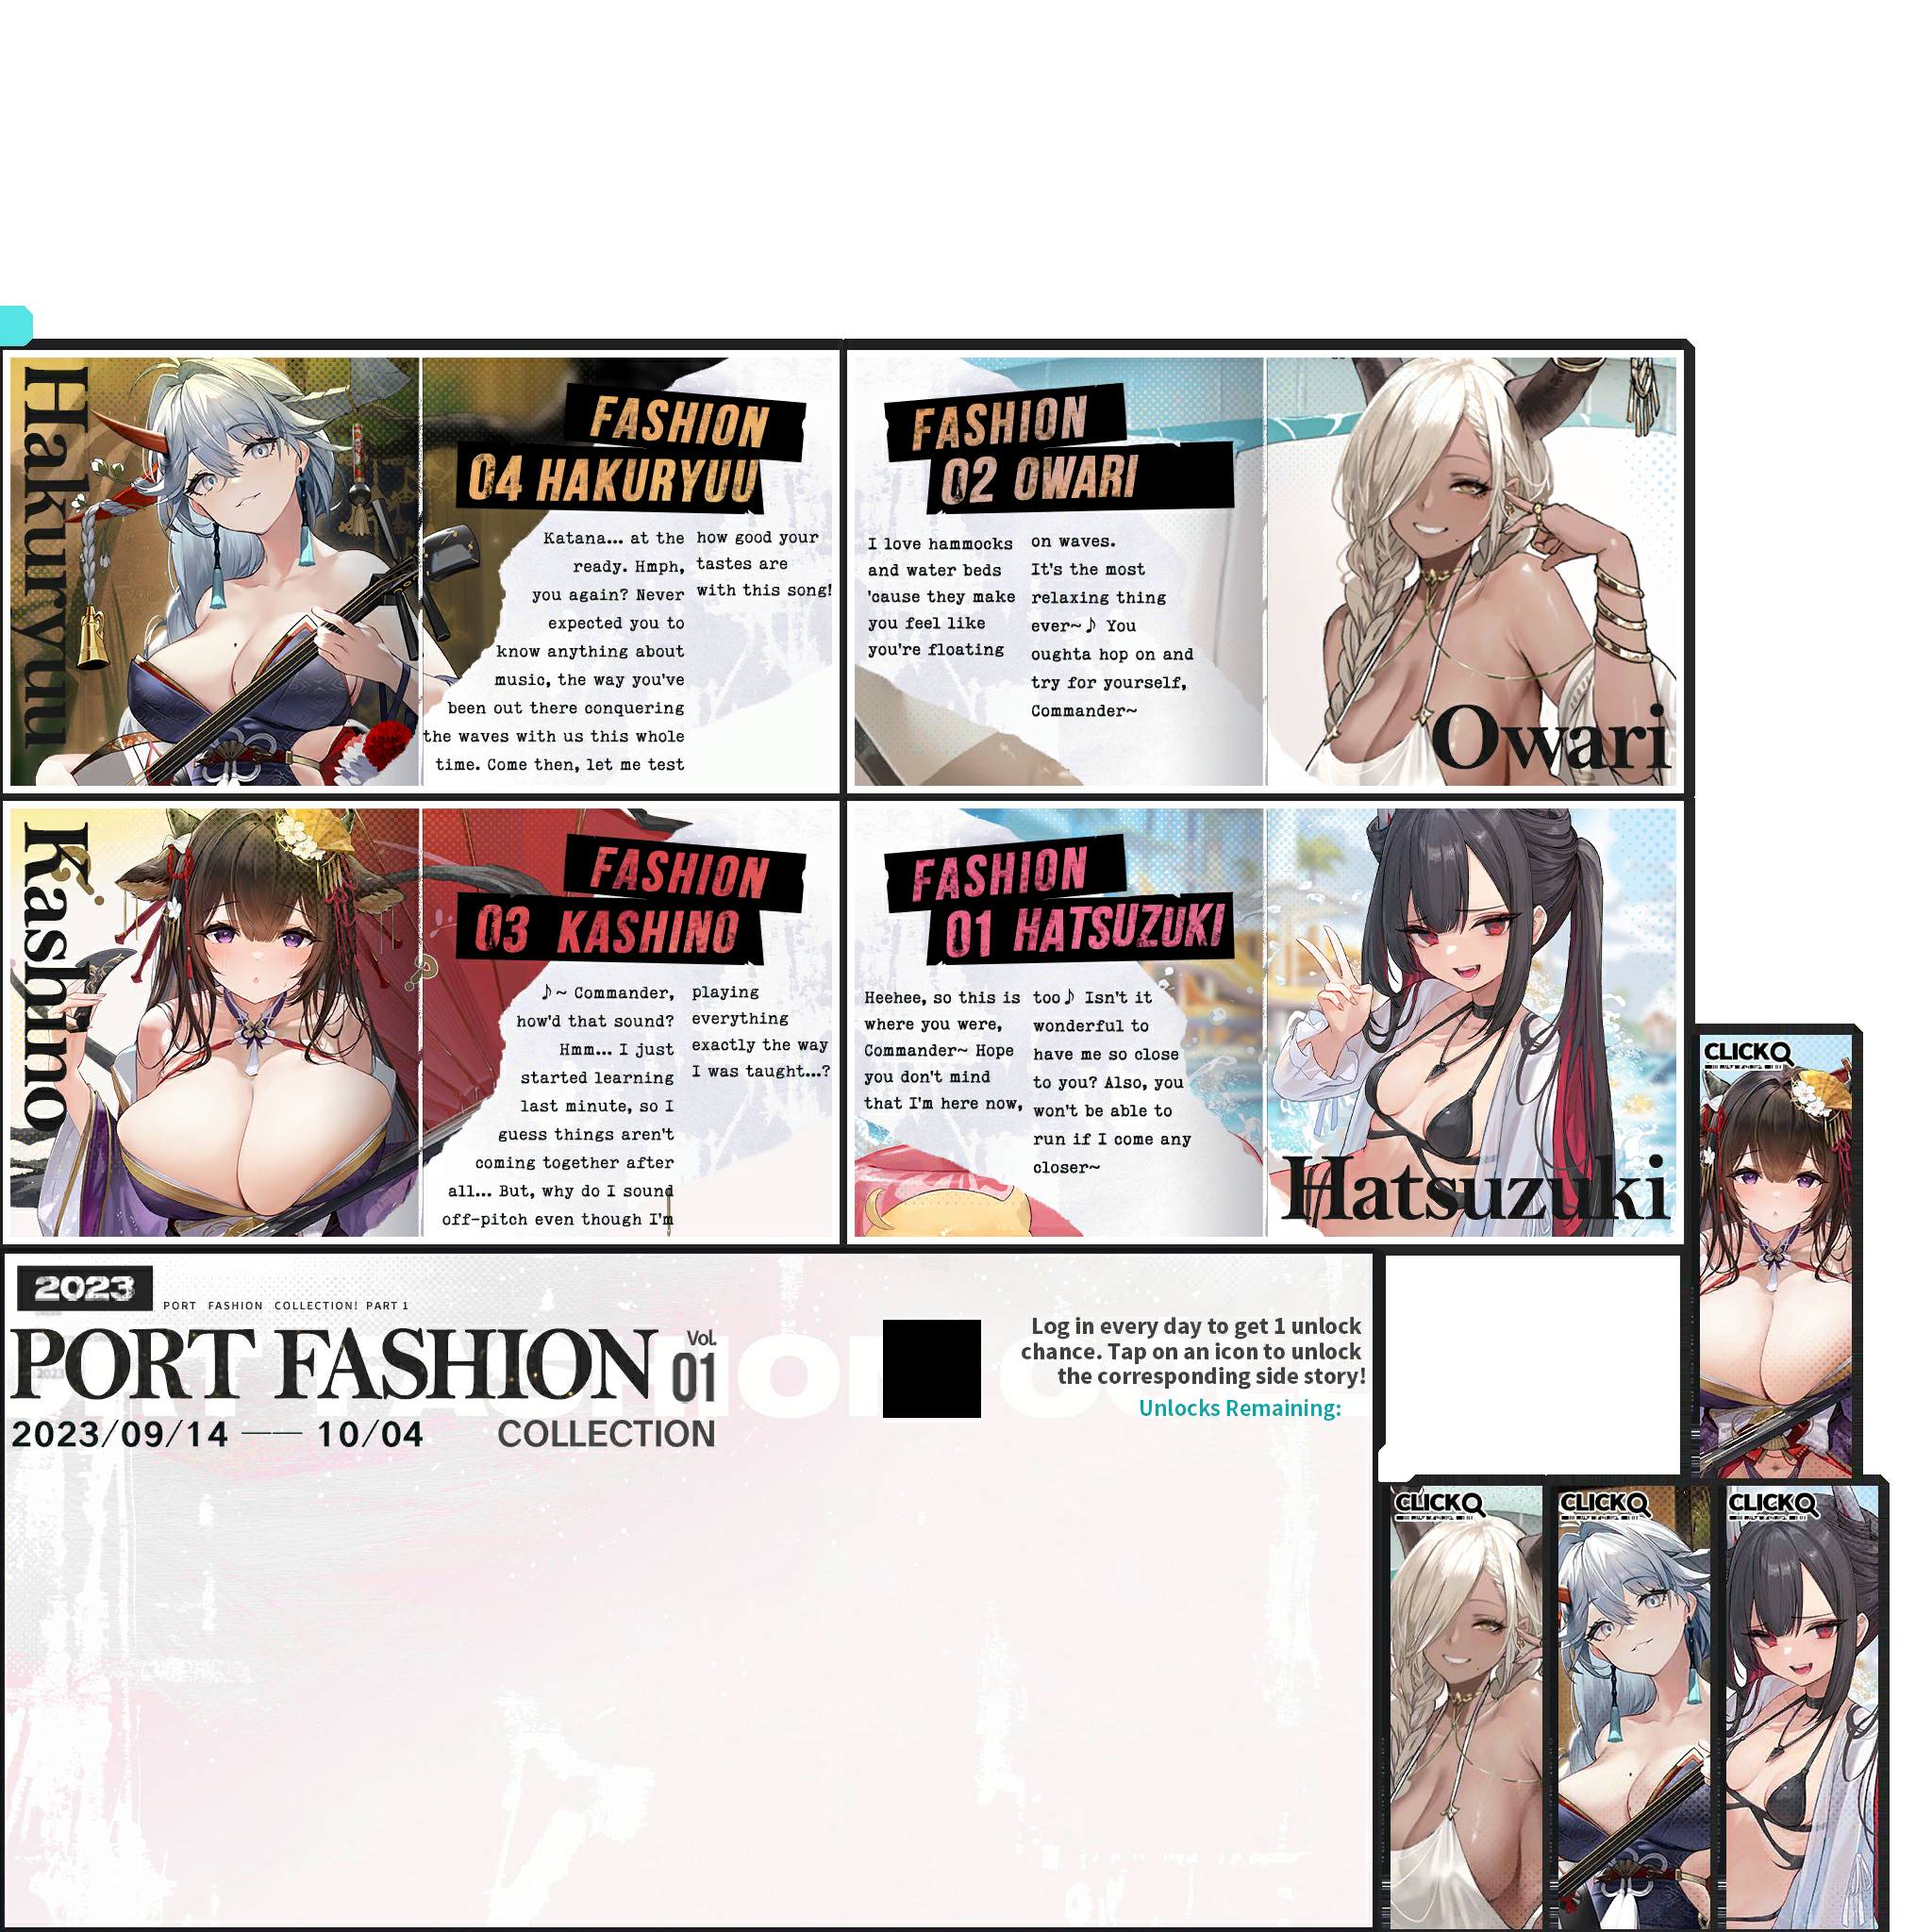 Hakuryuu
FASHION
04 HAKURYUU
Katana... at the
ready. Hmph,
you again? Never
expected you to
know anything about
music, the way you've
been out there conquering
the waves with us this whole
time. Come then, let me test
how good your
tastes are
with this song!
FASHION
02 OWARI
I love hammocks
and water beds
'cause they make
you feel like
you're floating
on waves.
It's the most
relaxing thing
ever~♪ You
oughta hop on and
try for yourself,
Commander~
Owari
Kashino
FASHION
03 KASHINO
♪~ Commander,
how'd that sound?
Hmm... I just
started learning
last minute, so I
guess things aren't
coming together after
all... But, why do I sound
off-pitch even though I'm
playing
everything
exactly the way
I was taught...?
FASHION
01 HATSUZUKI
Heehee, so this is
where you were,
Commander~ Hope
you don't mind
that I'm here now,
too♪ Isn't it
wonderful to
have me so close
to you? Also, you
won't be able to
run if I come any
closer~
Hatsuzuki
CLICK
2023
PORT FASHION COLLECTION! PART 1
PORT FASHION Vol. 01
2023/09/14 —— 10/04 COLLECTION
Log in every day to get 1 unlock
chance. Tap on an icon to unlock
the corresponding side story!
Unlocks Remaining:
CLICK
CLICK
CLICK